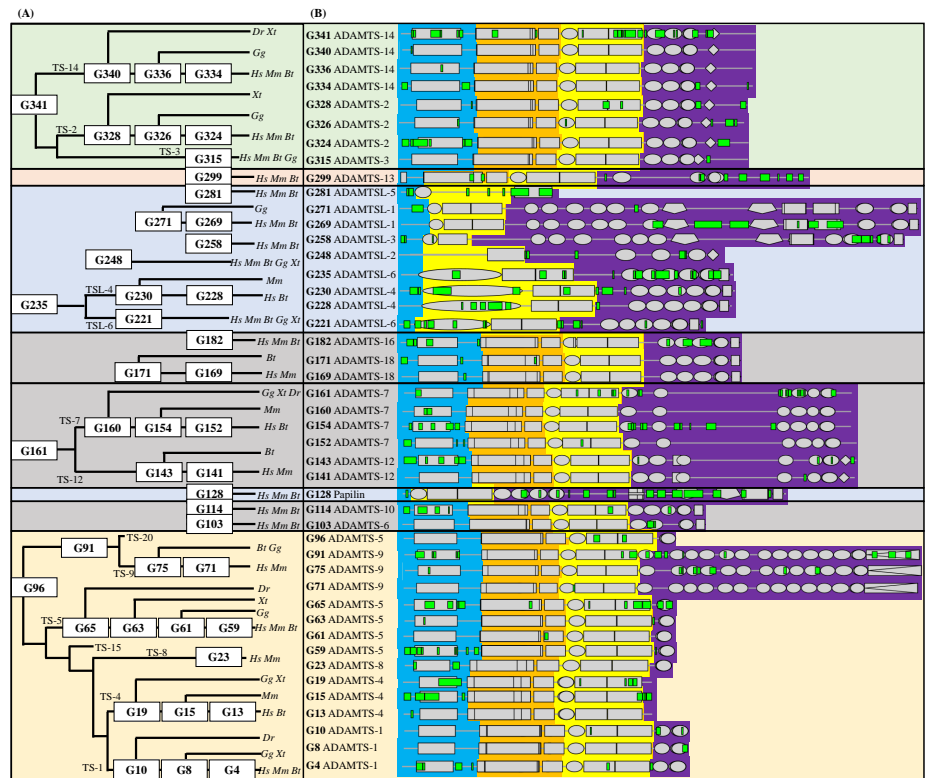 (A)
(B)
Dr Xt
Gg
TS-14
G340
G336
G334
Hs Mm Bt
G341
Xt
TS-2
Gg
G328
G326
G324
Hs Mm Bt
TS-3
G315
Hs Mm Bt Gg
G299
Hs Mm Bt
G281
Hs Mm Bt
Gg
G271
G269
Hs Mm Bt
G258
Hs Mm Bt
G248
Hs Mm Bt Gg Xt
Mm
TSL-4
G230
G228
Hs Bt
G235
G221
Hs Mm Bt Gg Xt
TSL-6
G182
Hs Mm Bt
Bt
G171
G169
Hs Mm
Gg Xt Dr
Mm
TS-7
G160
G154
G152
Hs Bt
G161
Bt
G143
G141
Hs Mm
TS-12
G128
Hs Mm Bt
G114
Hs Mm Bt
G103
Hs Mm Bt
TS-20
G91
Bt Gg
TS-9
G75
G71
Hs Mm
G96
Dr
Xt
Gg
TS-5
G65
G63
G61
G59
Hs Mm Bt
TS-15
TS-8
G23
Hs Mm
Gg Xt
TS-4
Mm
G19
G15
G13
Hs Bt
Dr
Gg Xt
TS-1
G10
G8
G4
Hs Mm Bt
G341 ADAMTS-14
G340 ADAMTS-14
G336 ADAMTS-14
G334 ADAMTS-14
G328 ADAMTS-2
G326 ADAMTS-2
G324 ADAMTS-2
G315 ADAMTS-3
G299 ADAMTS-13
G281 ADAMTSL-5
G271 ADAMTSL-1
G269 ADAMTSL-1
G258 ADAMTSL-3
G248 ADAMTSL-2
G235 ADAMTSL-6
G230 ADAMTSL-4
G228 ADAMTSL-4
G221 ADAMTSL-6
G182 ADAMTS-16
G171 ADAMTS-18
G169 ADAMTS-18
G161 ADAMTS-7
G160 ADAMTS-7
G154 ADAMTS-7
G152 ADAMTS-7
G143 ADAMTS-12
G141 ADAMTS-12
G128 Papilin
G114 ADAMTS-10
G103 ADAMTS-6
G96 ADAMTS-5
G91 ADAMTS-9
G75 ADAMTS-9
G71 ADAMTS-9
G65 ADAMTS-5
G63 ADAMTS-5
G61 ADAMTS-5
G59 ADAMTS-5
G23 ADAMTS-8
G19 ADAMTS-4
G15 ADAMTS-4
G13 ADAMTS-4
G10 ADAMTS-1
G8 ADAMTS-1
G4 ADAMTS-1